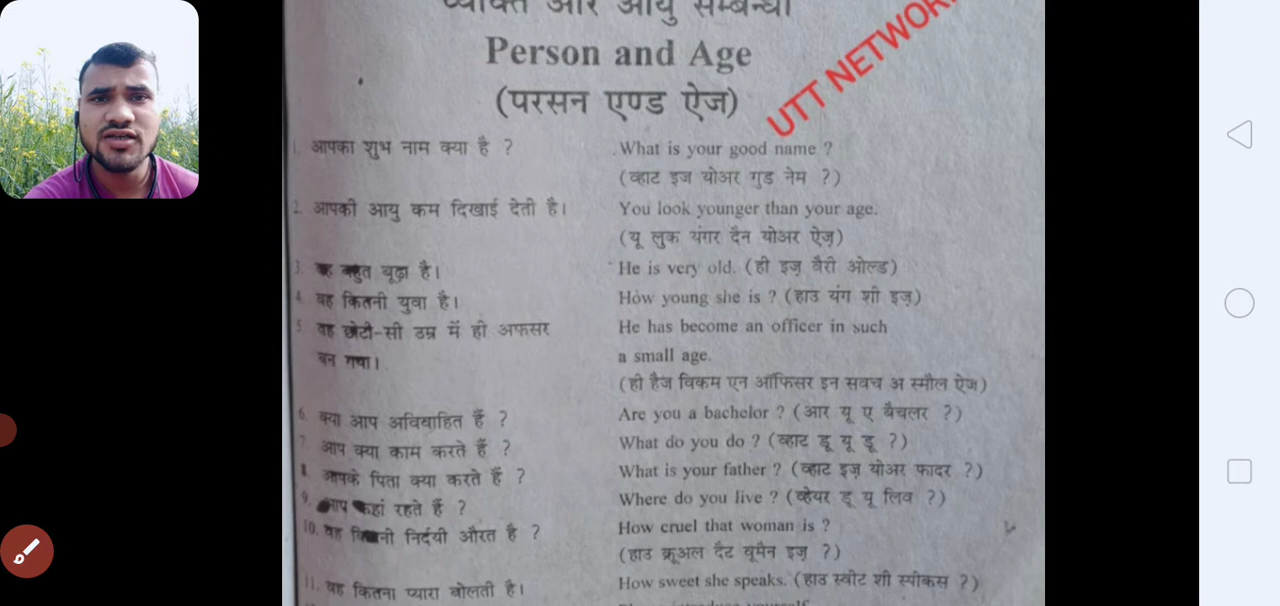 व्यक्ति और आयु सम्बन्धी
Person and Age
(परसन एण्ड ऐज)
UTT NETWORK
1. आपका शुभ नाम क्या है ? What is your good name ?
(व्हाट इज योअर गुड नेम ?)
2. आपकी आयु कम दिखाई देती है। You look younger than your age.
(यू लुक यंगर दैन योअर ऐज़)
3. वह बहुत बूढ़ा है। He is very old. (ही इज़ वैरी ओल्ड)
4. वह कितनी युवा है। How young she is ? (हाउ यंग शी इज़)
5. वह छोटी-सी उम्र में ही अफसर He has become an officer in such
बन गया। a small age.
(ही हैज विकम एन ऑफिसर इन सवच अ स्मौल ऐज)
6. क्या आप अविवाहित हैं ? Are you a bachelor ? (आर यू ए बैचलर ?)
7. आप क्या काम करते हैं ? What do you do ? (व्हाट डू यू डू ?)
8. आपके पिता क्या करते हैं ? What is your father ? (व्हाट इज़ योअर फादर ?)
9. आप कहां रहते हैं ? Where do you live ? (व्हेयर डू यू लिव ?)
10. वह कितनी निर्दयी औरत है ? How cruel that woman is ?
(हाउ क्रूअल दैट वूमैन इज़ ?)
11. वह कितना प्यारा बोलती है। How sweet she speaks. (हाउ स्वीट शी स्पीकस ?)